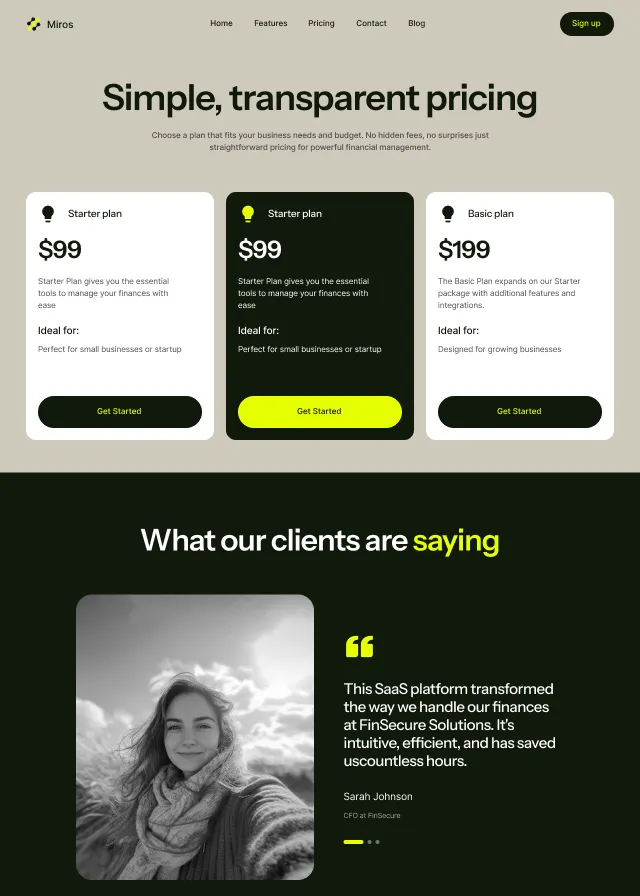 Miros
Home
Features
Pricing
Contact
Blog
Sign up
Simple, transparent pricing
Choose a plan that fits your business needs and budget. No hidden fees, no surprises just
straightforward pricing for powerful financial management.
Starter plan
$99
Starter Plan gives you the essential
tools to manage your finances with
ease
Ideal for:
Perfect for small businesses or startup
Get Started
Starter plan
$99
Starter Plan gives you the essential
tools to manage your finances with
ease
Ideal for:
Perfect for small businesses or startup
Get Started
Basic plan
$199
The Basic Plan expands on our Starter
package with additional features and
integrations.
Ideal for:
Designed for growing businesses
Get Started
What our clients are saying
This SaaS platform transformed
the way we handle our finances
at FinSecure Solutions. It's
intuitive, efficient, and has saved
uscountless hours.
Sarah Johnson
CFO at FinSecure